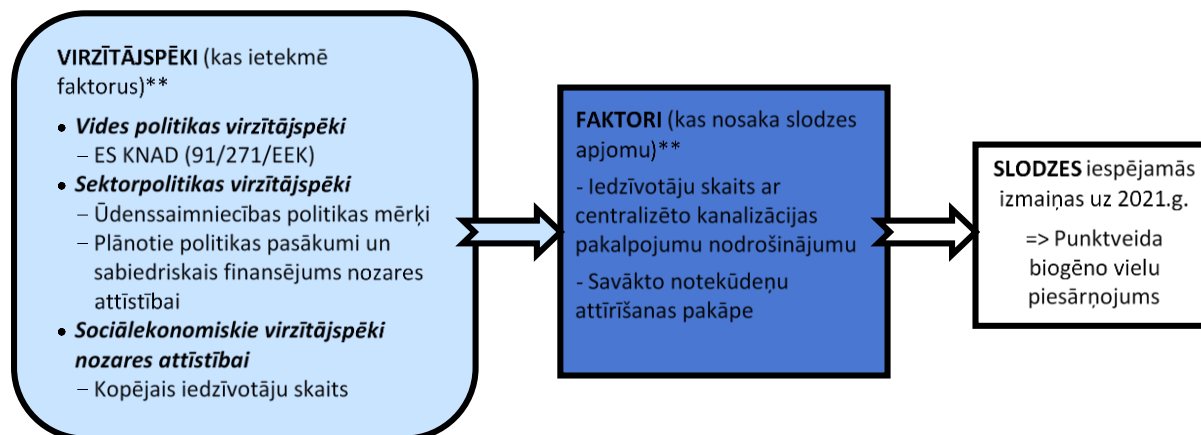 VIRZĪTĀJSPĒKI (kas ietekmē
faktorus)**
• Vides politikas virzītājspēki
– ES KNAD (91/271/EEK)
• Sektorpolitikas virzītājspēki
– Ūdenssaimniecības politikas mērķi
– Plānotie politikas pasākumi un
sabiedriskais finansējums nozares
attīstībai
• Sociālekonomiskie virzītājspēki
nozares attīstībai
– Kopējais iedzīvotāju skaits
FAKTORI (kas nosaka slodzes
apjomu)**
- Iedzīvotāju skaits ar
centralizēto kanalizācijas
pakalpojumu nodrošinājumu
- Savākto notekūdeņu
attīrīšanas pakāpe
SLODZES iespējamās
izmaiņas uz 2021.g.
=> Punktveida
biogēno vielu
piesārņojums